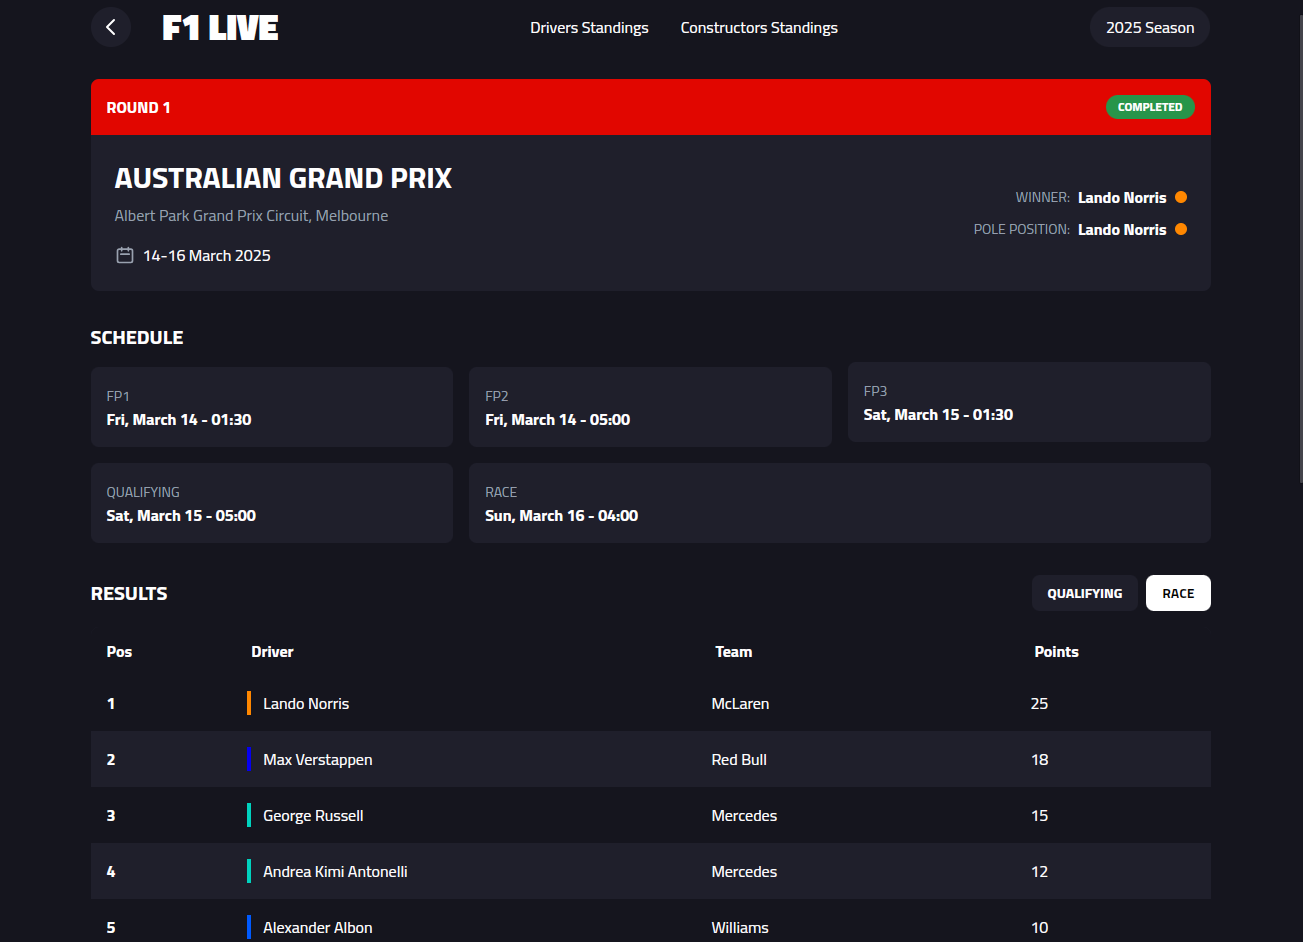 F1 LIVE
Drivers Standings
Constructors Standings
2025 Season
ROUND 1
COMPLETED
AUSTRALIAN GRAND PRIX
Albert Park Grand Prix Circuit, Melbourne
14-16 March 2025
WINNER: Lando Norris
POLE POSITION: Lando Norris
SCHEDULE
FP1
Fri, March 14 - 01:30
FP2
Fri, March 14 - 05:00
FP3
Sat, March 15 - 01:30
QUALIFYING
Sat, March 15 - 05:00
RACE
Sun, March 16 - 04:00
RESULTS
QUALIFYING
RACE
Pos Driver Team Points
1 Lando Norris McLaren 25
2 Max Verstappen Red Bull 18
3 George Russell Mercedes 15
4 Andrea Kimi Antonelli Mercedes 12
5 Alexander Albon Williams 10